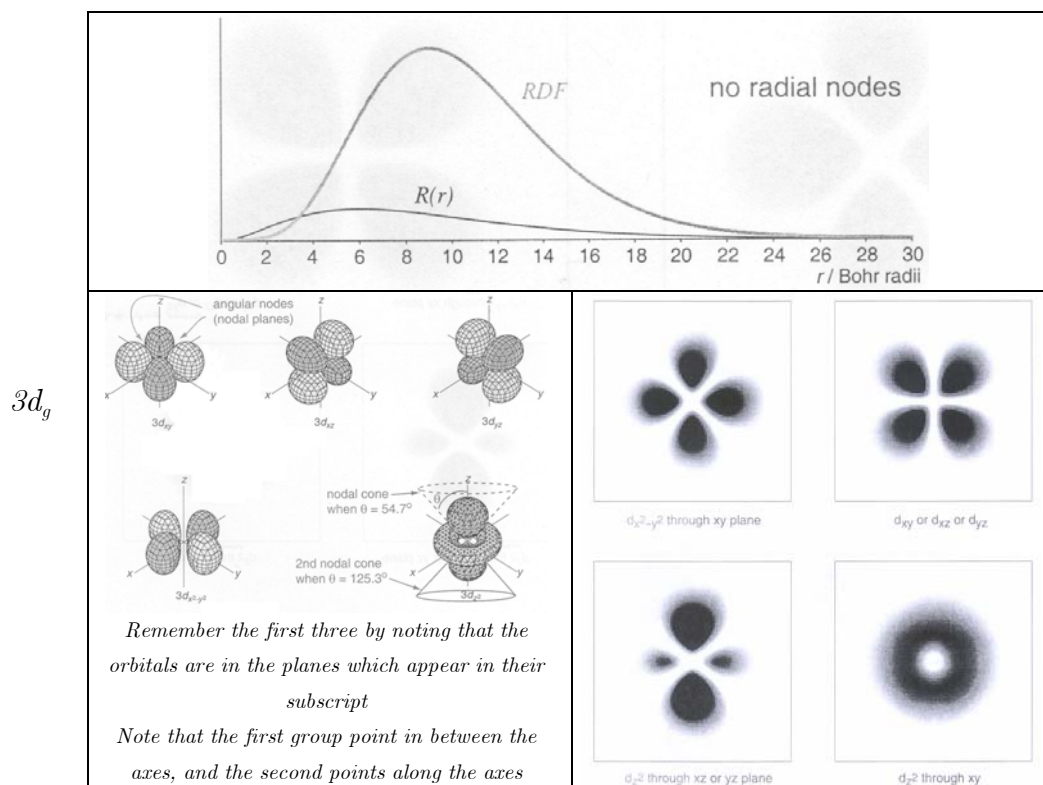 RDF
no radial nodes
R(r)
0 2 4 6 8 10 12 14 16 18 20 22 24 26 28 30
r / Bohr radii
3d_g
angular nodes
(nodal planes)
z
z
z
x
y
x
y
x
y
3d_xy
3d_xz
3d_yz
z
x
y
3d_x²-y²
nodal cone
when θ = 54.7°
z
θ
2nd nodal cone
when θ = 125.3°
x
y
3d_z²
Remember the first three by noting that the
orbitals are in the planes which appear in their
subscript
Note that the first group point in between the
axes, and the second points along the axes
d_x²-y² through xy plane
d_xy or d_xz or d_yz
d_z² through xz or yz plane
d_z² through xy